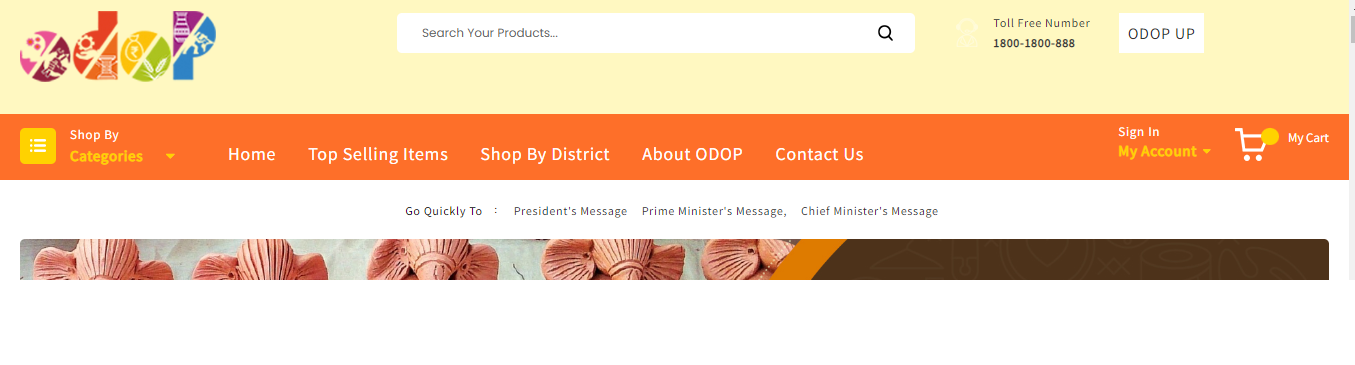 odop
Search Your Products...
Toll Free Number
1800-1800-888
ODOP UP
Shop By
Categories
Home
Top Selling Items
Shop By District
About ODOP
Contact Us
Sign In
My Account
My Cart
Go Quickly To : President's Message Prime Minister's Message, Chief Minister's Message